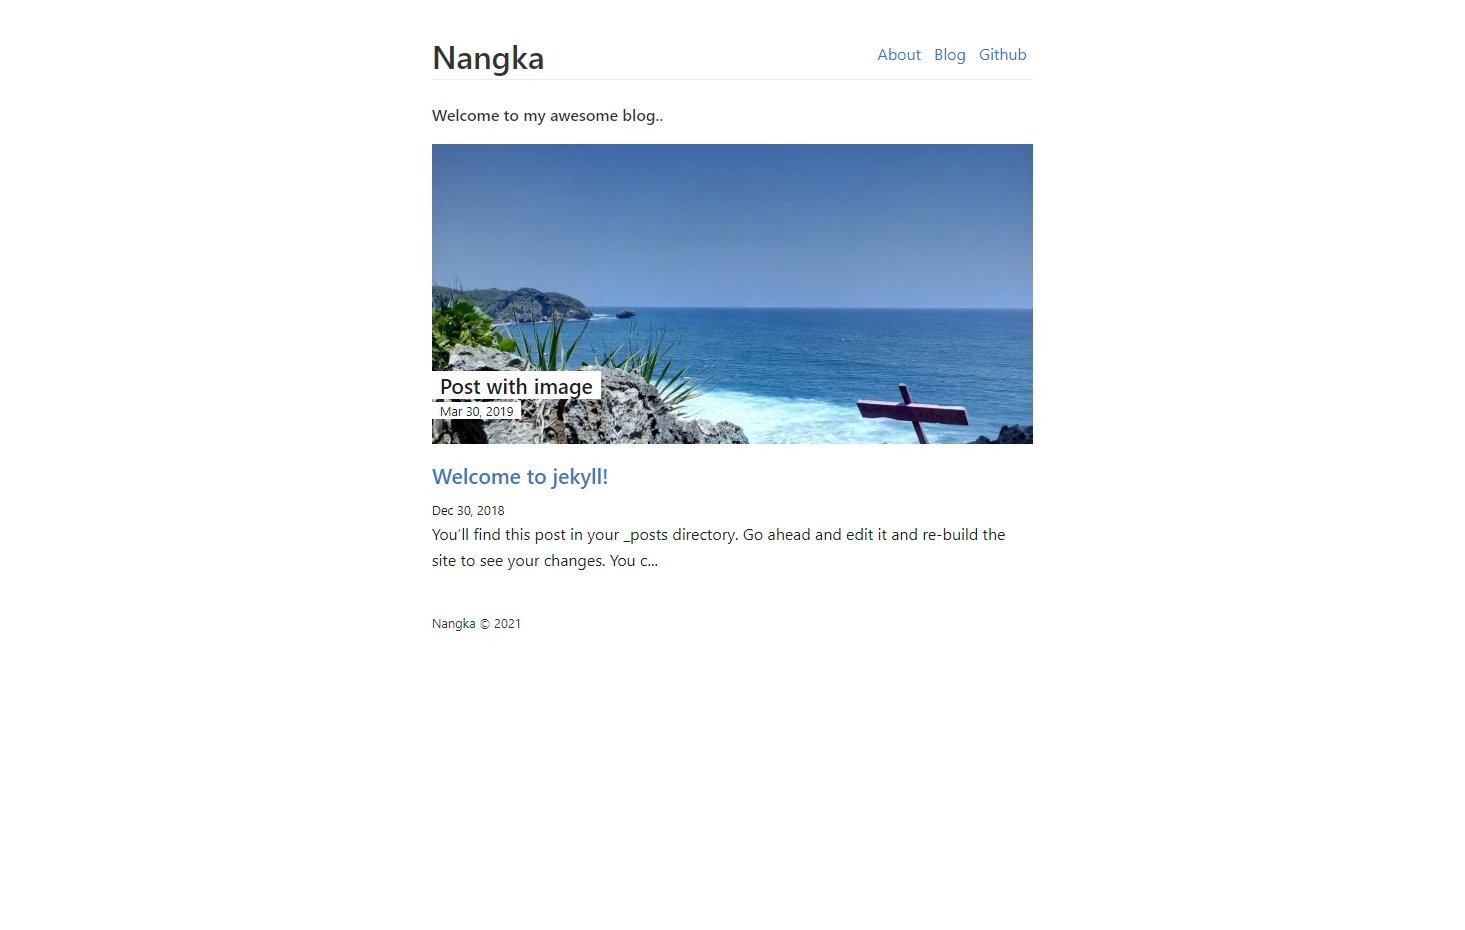 Nangka
About Blog Github
Welcome to my awesome blog..
Post with image
Mar 30, 2019
Welcome to jekyll!
Dec 30, 2018
You’ll find this post in your _posts directory. Go ahead and edit it and re-build the
site to see your changes. You c...
Nangka © 2021